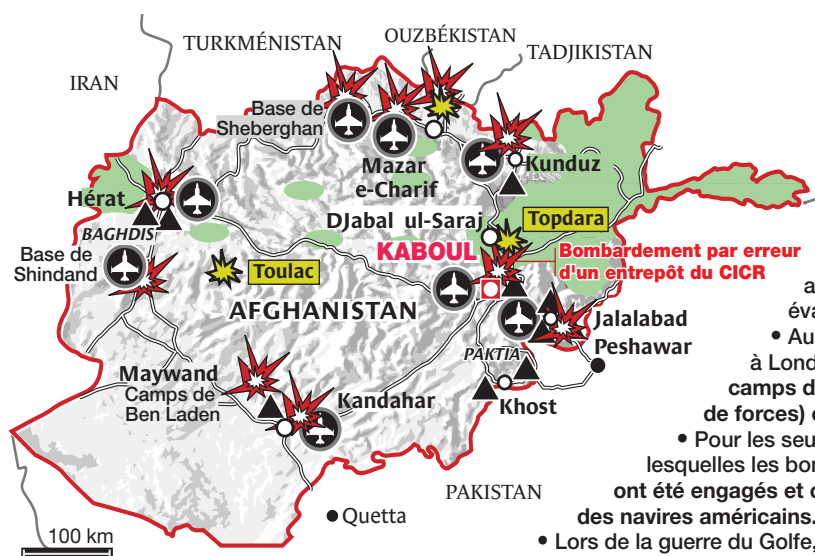 OUZBÉKISTAN
TURKMÉNISTAN
TADJIKISTAN
IRAN
Base de
Sheberghan
Mazar
e-Charif
Kunduz
Hérat
BAGHDIS
DJabal ul-Saraj
Topdara
KABOUL
Bombardement par erreur
d'un entrepôt du CICR
Base de
Shindand
Toulac
AFGHANISTAN
Jalalabad
Peshawar
PAKTIA
Maywand
Camps de
Ben Laden
Kandahar
Khost
PAKISTAN
Quetta
100 km
a
éva
• Au
à Lond
camps d
de forces) 
• Pour les seu
lesquelles les bor
ont été engagés et
des navires américains.
• Lors de la guerre du Golfe,